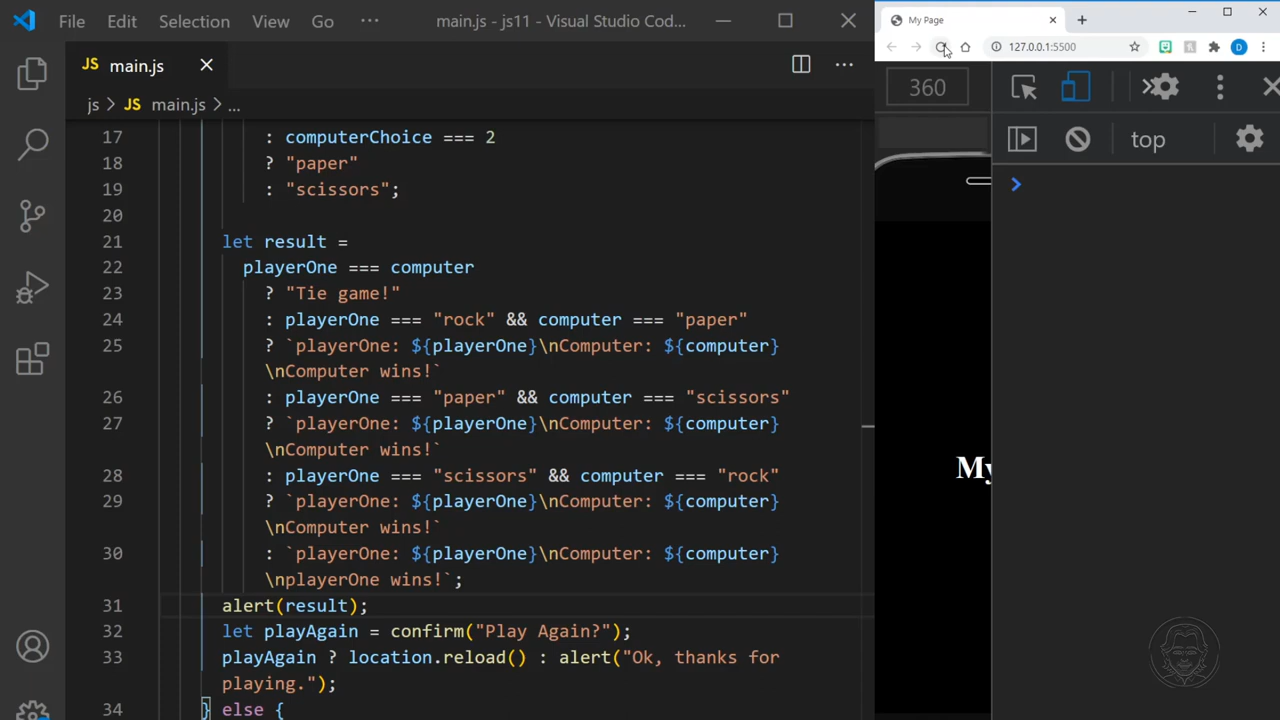 File Edit Selection View Go ··· main.js - js11 - Visual Studio Cod...
My Page
127.0.0.1:5500
JS main.js
360
js > JS main.js > ...
top
17 : computerChoice === 2
18 ? "paper"
19 : "scissors";
20
21 let result =
22 playerOne === computer
23 ? "Tie game!"
24 : playerOne === "rock" && computer === "paper"
25 ? `playerOne: ${playerOne}\nComputer: ${computer}
\nComputer wins!`
26 : playerOne === "paper" && computer === "scissors"
27 ? `playerOne: ${playerOne}\nComputer: ${computer}
\nComputer wins!`
28 : playerOne === "scissors" && computer === "rock"
29 ? `playerOne: ${playerOne}\nComputer: ${computer}
\nComputer wins!`
30 : `playerOne: ${playerOne}\nComputer: ${computer}
\nplayerOne wins!`;
31 alert(result);
32 let playAgain = confirm("Play Again?");
33 playAgain ? location.reload() : alert("Ok, thanks for
playing.");
34 } else {
My
D